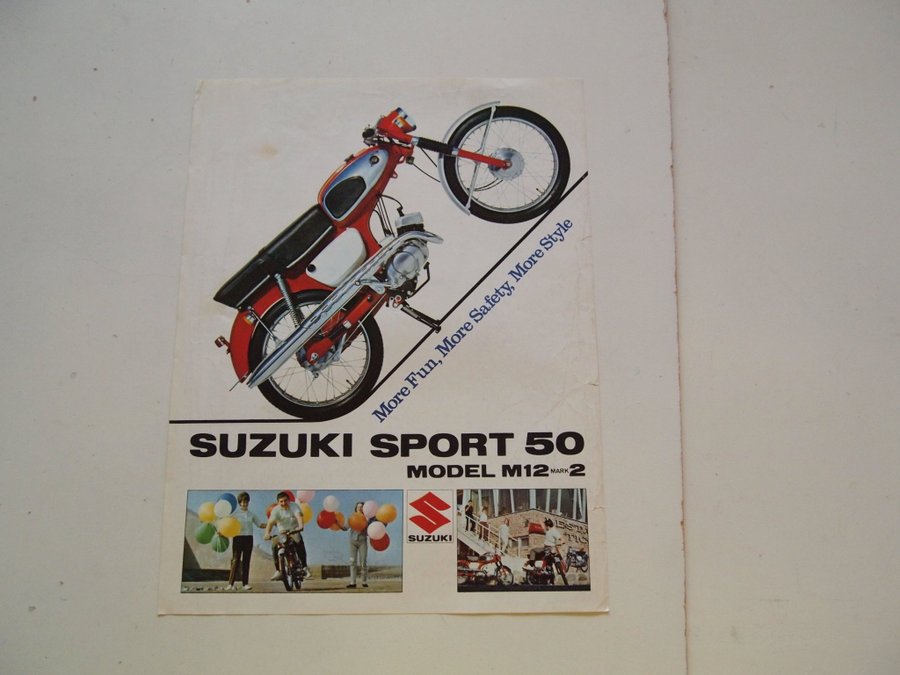 More Fun, More Safety, More Style
SUZUKI SPORT 50
MODEL M12 MARK 2
SUZUKI